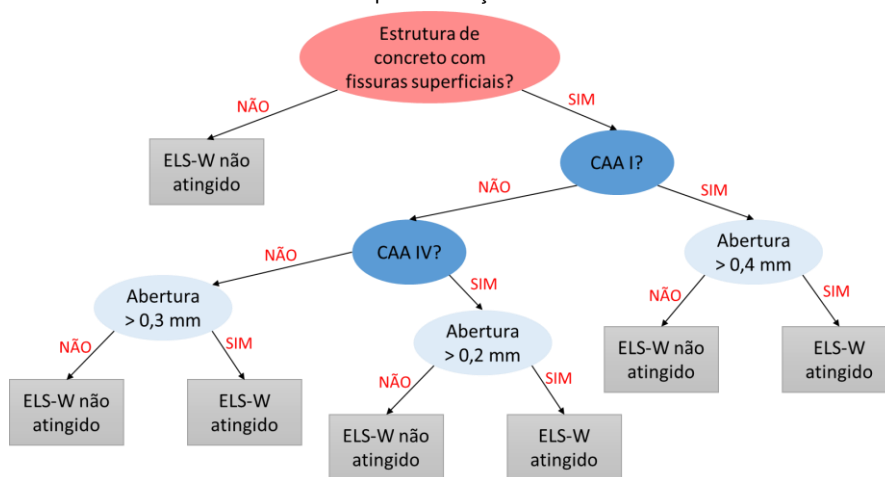 Estrutura de
concreto com
fissuras superficiais?
NÃO
SIM
ELS-W não
atingido
CAA I?
NÃO
SIM
CAA IV?
Abertura
> 0,4 mm
NÃO
SIM
Abertura
> 0,3 mm
Abertura
> 0,2 mm
NÃO
SIM
NÃO
SIM
ELS-W não
atingido
ELS-W
atingido
NÃO
SIM
ELS-W não
atingido
ELS-W
atingido
ELS-W não
atingido
ELS-W
atingido